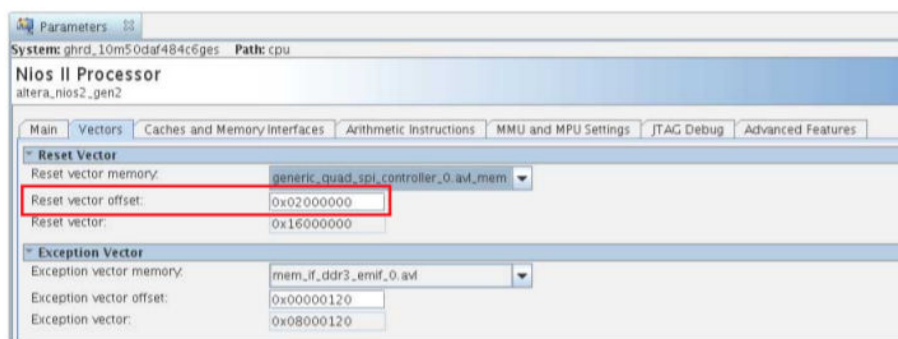 Parameters
System: ghrd_10m50daf484c6ges Path: cpu
Nios II Processor
altera_nios2_gen2
Main Vectors Caches and Memory Interfaces Arithmetic Instructions MMU and MPU Settings JTAG Debug Advanced Features
Reset Vector
Reset vector memory: generic_quad_spi_controller_0.avl_mem
Reset vector offset: 0x02000000
Reset vector: 0x16000000
Exception Vector
Exception vector memory: mem_if_ddr3_emif_0.avl
Exception vector offset: 0x00000120
Exception vector: 0x08000120